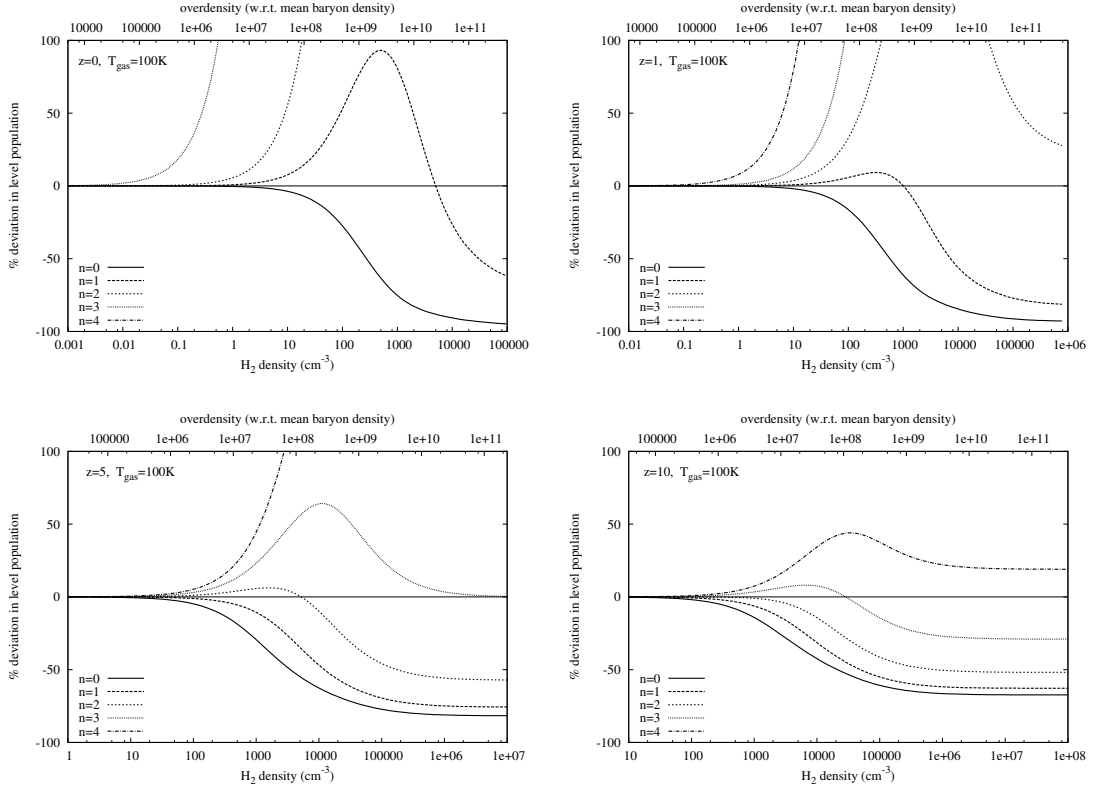 overdensity (w.r.t. mean baryon density)
10000 100000 1e+06 1e+07 1e+08 1e+09 1e+10 1e+11
100
50
0
-50
-100
% deviation in level population
z=0, T_gas=100K
n=0
n=1
n=2
n=3
n=4
0.001 0.01 0.1 1 10 100 1000 10000 100000
H_2 density (cm^-3)
overdensity (w.r.t. mean baryon density)
10000 100000 1e+06 1e+07 1e+08 1e+09 1e+10 1e+11
100
50
0
-50
-100
% deviation in level population
z=1, T_gas=100K
n=0
n=1
n=2
n=3
n=4
0.01 0.1 1 10 100 1000 10000 100000 1e+06
H_2 density (cm^-3)
overdensity (w.r.t. mean baryon density)
100000 1e+06 1e+07 1e+08 1e+09 1e+10 1e+11
100
50
0
-50
-100
% deviation in level population
z=5, T_gas=100K
n=0
n=1
n=2
n=3
n=4
1 10 100 1000 10000 100000 1e+06 1e+07
H_2 density (cm^-3)
overdensity (w.r.t. mean baryon density)
100000 1e+06 1e+07 1e+08 1e+09 1e+10 1e+11
100
50
0
-50
-100
% deviation in level population
z=10, T_gas=100K
n=0
n=1
n=2
n=3
n=4
10 100 1000 10000 100000 1e+06 1e+07 1e+08
H_2 density (cm^-3)